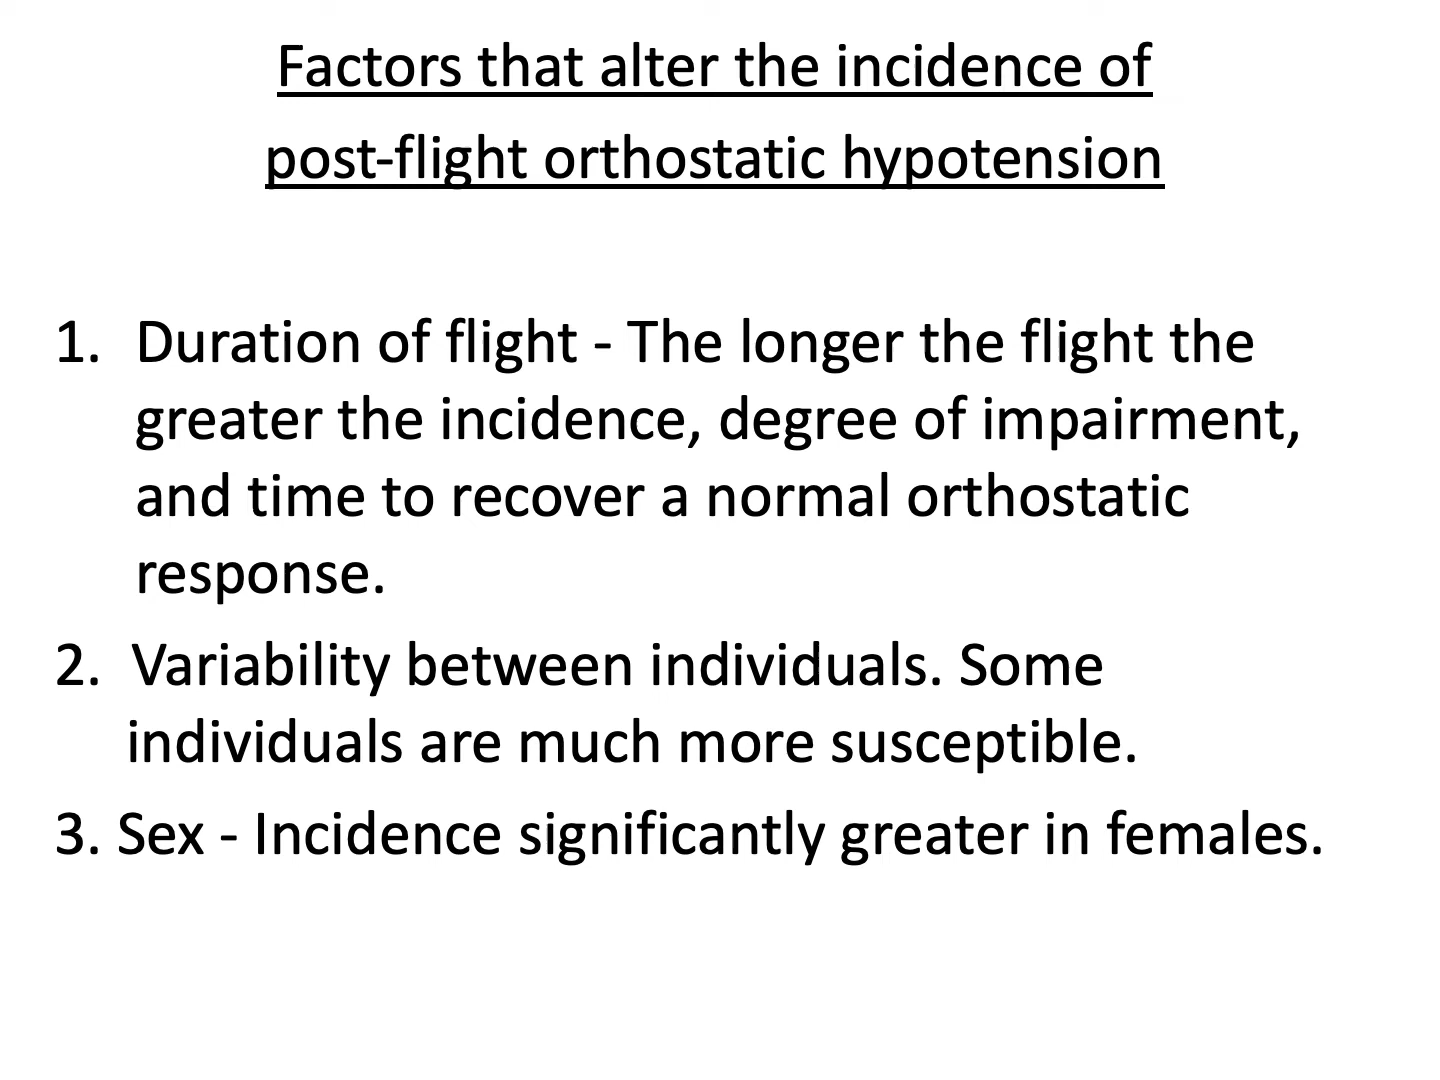 Factors that alter the incidence of
post-flight orthostatic hypotension
1. Duration of flight - The longer the flight the
greater the incidence, degree of impairment,
and time to recover a normal orthostatic
response.
2. Variability between individuals. Some
individuals are much more susceptible.
3. Sex - Incidence significantly greater in females.